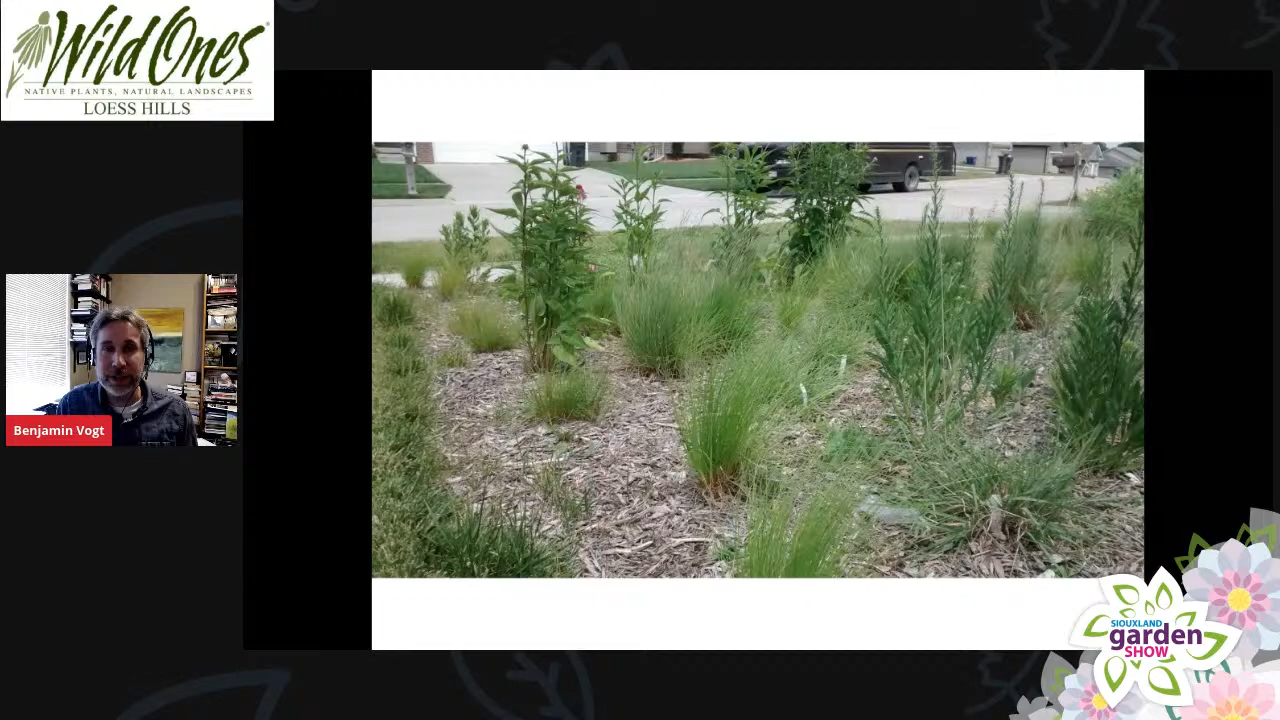 Wild Ones®
NATIVE PLANTS, NATURAL LANDSCAPES
LOESS HILLS
Benjamin Vogt
SIOUXLAND
garden
SHOW